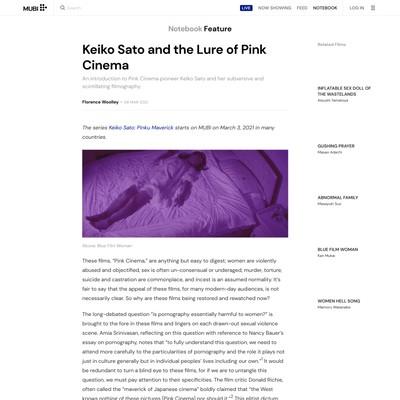 MUBI
Search
LIVE NOW SHOWING FEED NOTEBOOK LOG IN
Notebook Feature
Keiko Sato and the Lure of Pink
Cinema
An introduction to Pink Cinema pioneer Keiko Sato and her subversive and
scintillating filmography.
Florence Woolley • 08 MAR 2021
The series Keiko Sato: Pinku Maverick starts on MUBI on March 3, 2021 in many
countries.
Above: Blue Film Woman
These films, "Pink Cinema," are anything but easy to digest; women are violently
abused and objectified, sex is often un-consensual or underaged; murder, torture,
suicide and castration are commonplace, and incest is an assumed normality. It's
fair to say that the appeal of these films, for many modern-day audiences, is not
necessarily clear. So why are these films being restored and rewatched now?
The long-debated question "is pornography essentially harmful to women?" is
brought to the fore in these films and lingers on each drawn-out sexual violence
scene. Amia Srinivasan, reflecting on this question with reference to Nancy Bauer's
essay on pornography, notes that "to fully understand this question, we need to
attend more carefully to the particularities of pornography and the role it plays not
just in culture generally but in individual peoples' lives including our own."1 It would
be redundant to turn a blind eye to these films, for if we are to untangle this
question, we must pay attention to their specificities. The film critic Donald Richie,
often called the "maverick of Japanese cinema" boldly claimed that "the West
knows nothing of these pictures [Pink Cinema] nor should it."2 This elitist dictum
Related Films
INFLATABLE SEX DOLL OF
THE WASTELANDS
Atsushi Yamatoya
GUSHING PRAYER
Masao Adachi
ABNORMAL FAMILY
Masayuki Suo
BLUE FILM WOMAN
Kan Mukai
WOMEN HELL SONG
Mamoru Watanabe